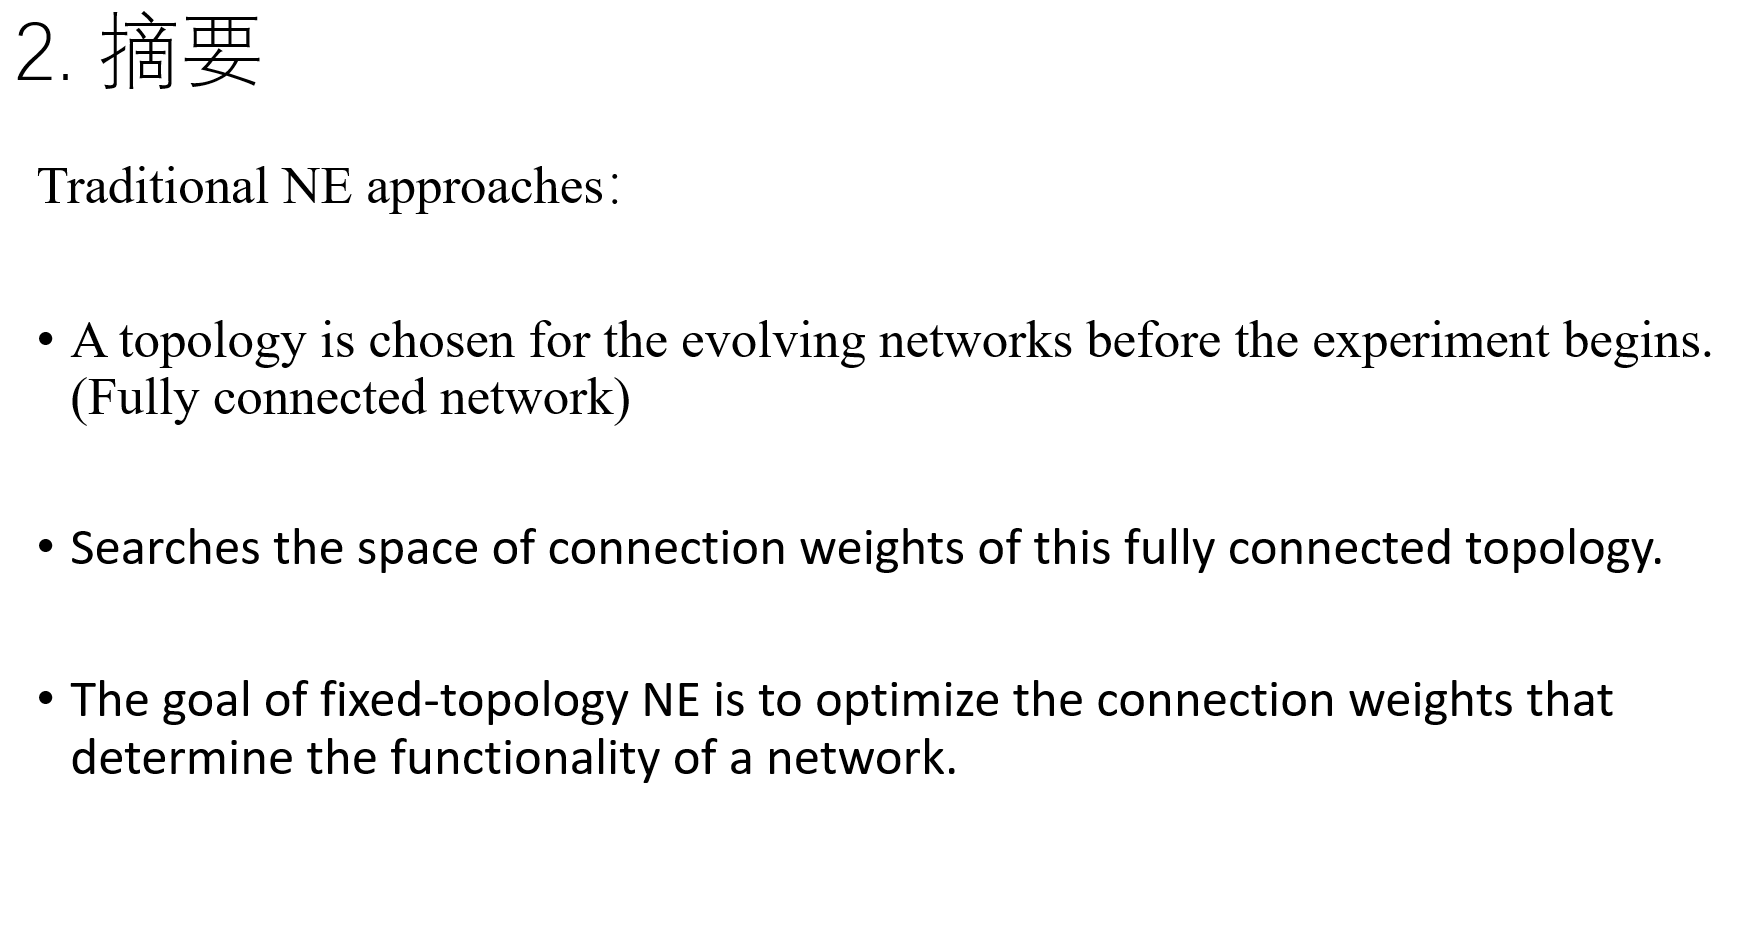 2. 摘要
Traditional NE approaches：
• A topology is chosen for the evolving networks before the experiment begins.
(Fully connected network)
• Searches the space of connection weights of this fully connected topology.
• The goal of fixed-topology NE is to optimize the connection weights that
determine the functionality of a network.